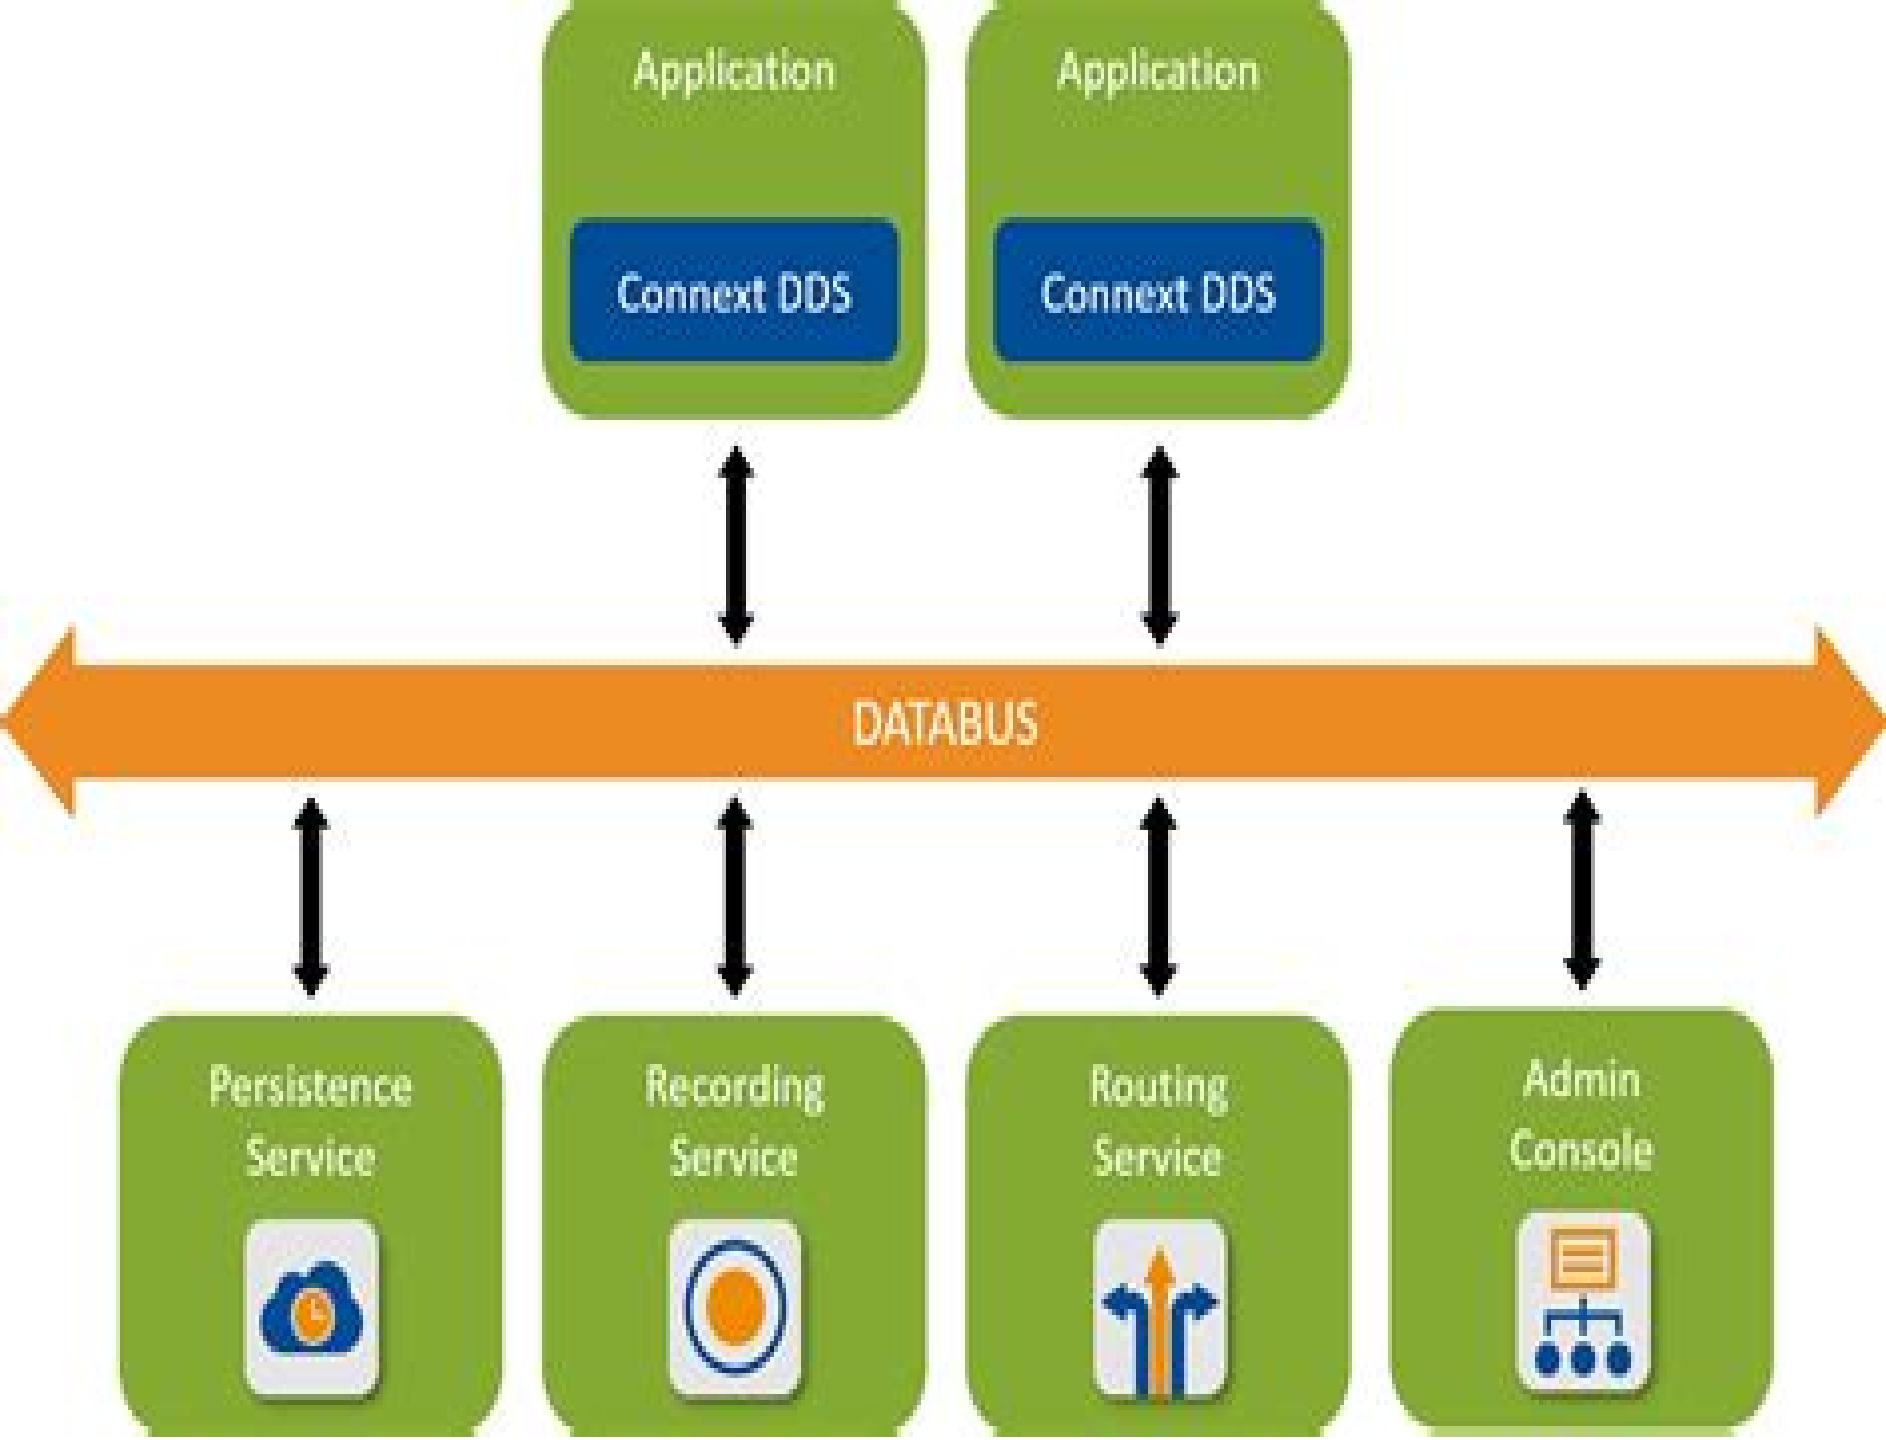 Application
Application
Connext DDS
Connext DDS
DATABUS
Persistence
Service
Recording
Service
Routing
Service
Admin
Console